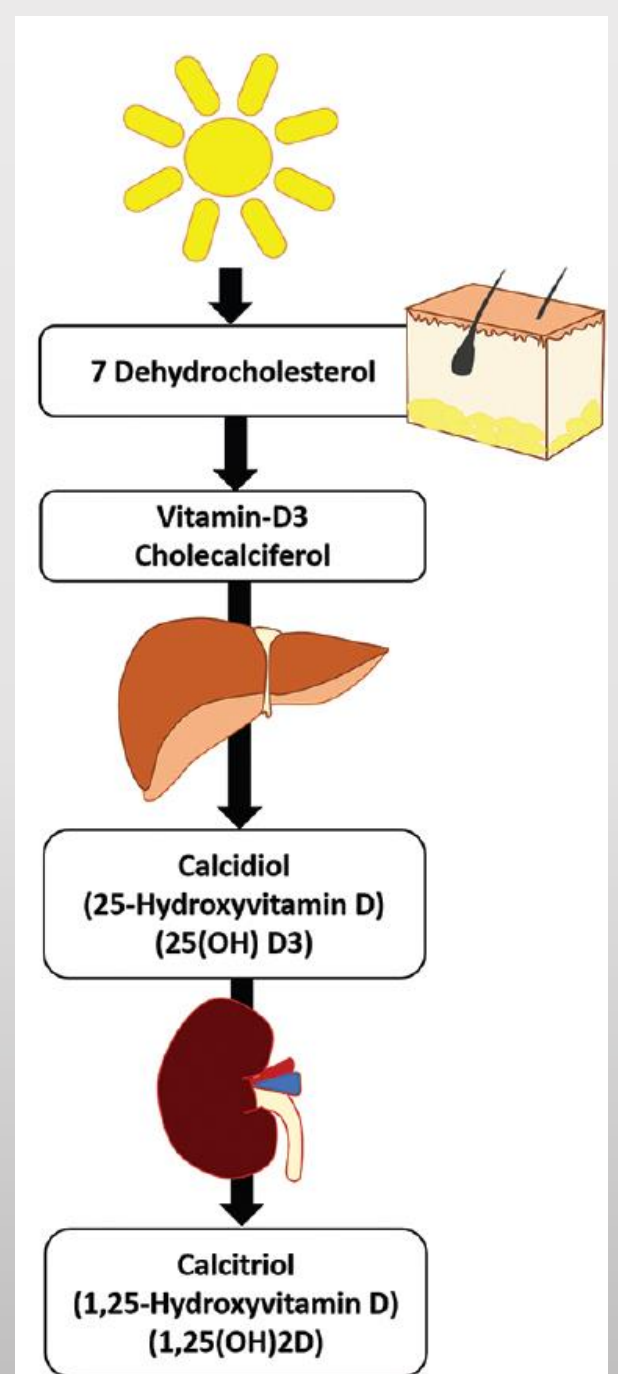 7 Dehydrocholesterol
Vitamin-D3
Cholecalciferol
Calcidiol
(25-Hydroxyvitamin D)
(25(OH) D3)
Calcitriol
(1,25-Hydroxyvitamin D)
(1,25(OH)2D)